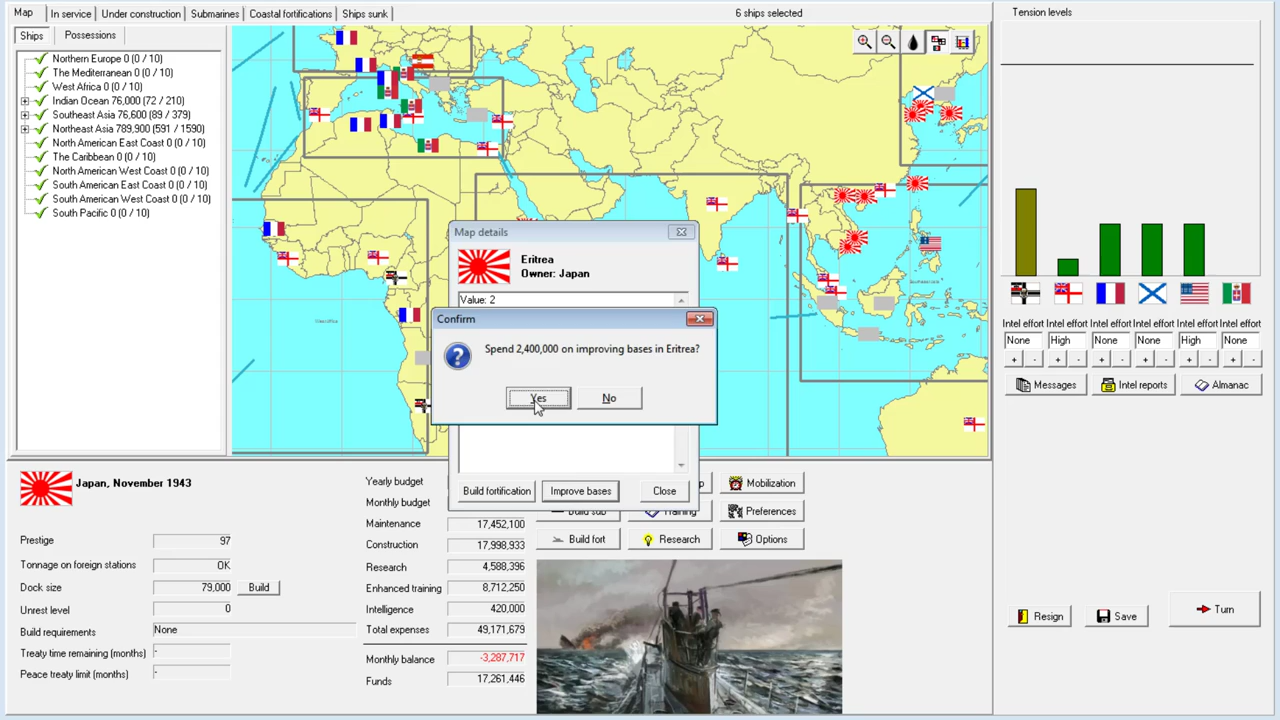 Map
In service
Under construction
Submarines
Coastal fortifications
Ships sunk
6 ships selected
Tension levels
Ships
Possessions
Northern Europe 0 (0 / 10)
The Mediterranean 0 (0 / 10)
West Africa 0 (0 / 10)
Indian Ocean 76,000 (72 / 210)
Southeast Asia 76,600 (89 / 379)
Northeast Asia 789,900 (591 / 1590)
North American East Coast 0 (0 / 10)
The Caribbean 0 (0 / 10)
North American West Coast 0 (0 / 10)
South American East Coast 0 (0 / 10)
South American West Coast 0 (0 / 10)
South Pacific 0 (0 / 10)
Map details
Eritrea
Owner: Japan
Value: 2
Confirm
Spend 2,400,000 on improving bases in Eritrea?
Yes
No
Build fortification
Improve bases
Close
Intel effort Intel effort Intel effort Intel effort Intel effort Intel effort
None High None None High None
+ - + - + - + - + - + -
Messages
Intel reports
Almanac
Japan, November 1943
Prestige 97
Tonnage on foreign stations OK
Dock size 79,000 Build
Unrest level 0
Build requirements None
Treaty time remaining (months) -
Peace treaty limit (months) -
Yearly budget
Monthly budget
Maintenance 17,452,100
Construction 17,998,933
Research 4,588,396
Enhanced training 8,712,250
Intelligence 420,000
Total expenses 49,171,679
Monthly balance -3,287,717
Funds 17,261,446
Mobilization
Build sub
Training
Preferences
Build fort
Research
Options
Resign
Save
Turn